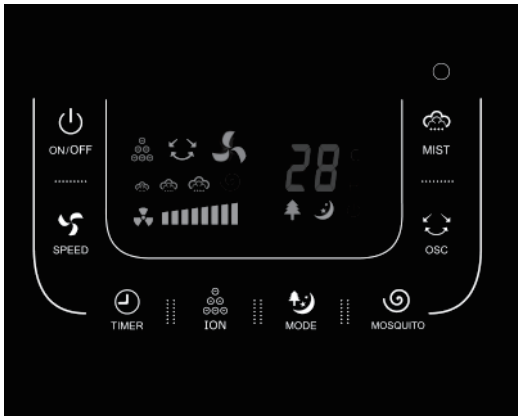 ON/OFF
MIST
28
SPEED
OSC
TIMER
ION
MODE
MOSQUITO